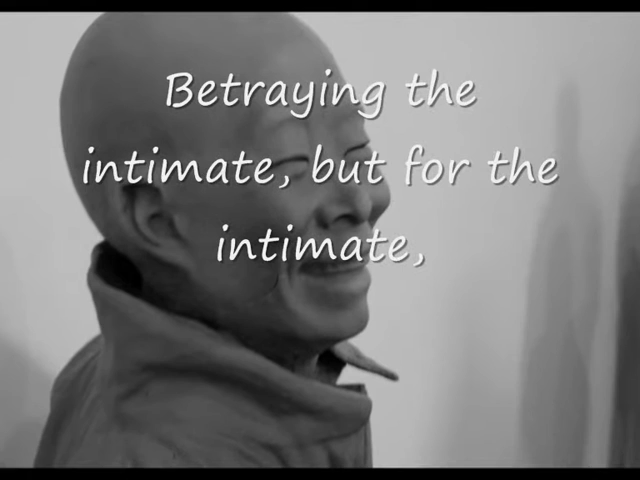 Betraying the
intimate, but for the
intimate,